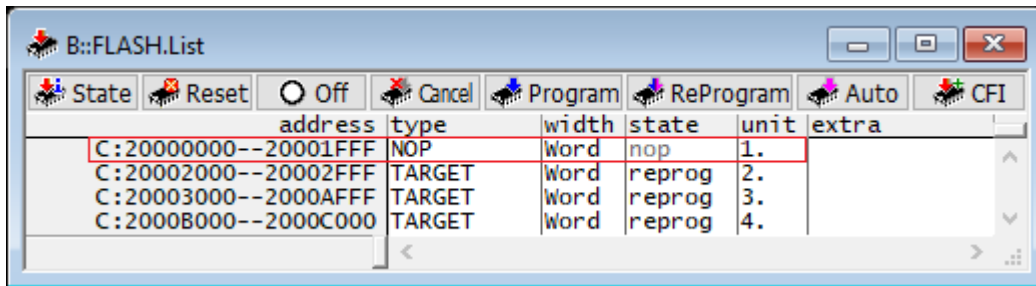 B::FLASH.List
State Reset Off Cancel Program ReProgram Auto CFI
address type width state unit extra
C:20000000--20001FFF NOP Word nop 1.
C:20002000--20002FFF TARGET Word reprog 2.
C:20003000--2000AFFF TARGET Word reprog 3.
C:2000B000--2000C000 TARGET Word reprog 4.